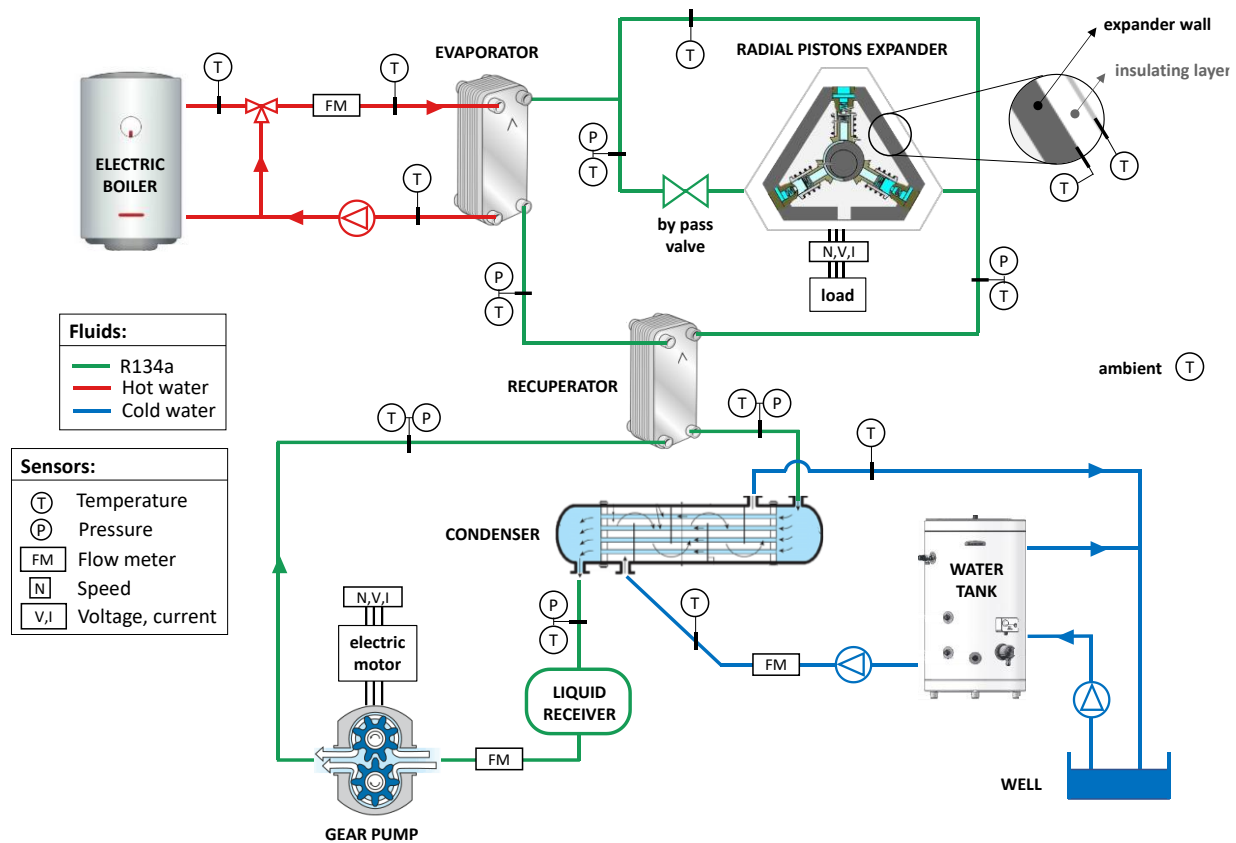 EVAPORATOR
RADIAL PISTONS EXPANDER
expander wall
insulating layer
T
T
T
FM
ELECTRIC
BOILER
T
P
T
T
T
by pass
valve
N,V,I
load
P
T
P
T
Fluids:
R134a
Hot water
Cold water
RECUPERATOR
ambient T
T P
T P
T
Sensors:
T Temperature
P Pressure
FM Flow meter
N Speed
V,I Voltage, current
CONDENSER
WATER
TANK
N,V,I
electric
motor
P
T
T
FM
LIQUID
RECEIVER
FM
GEAR PUMP
WELL